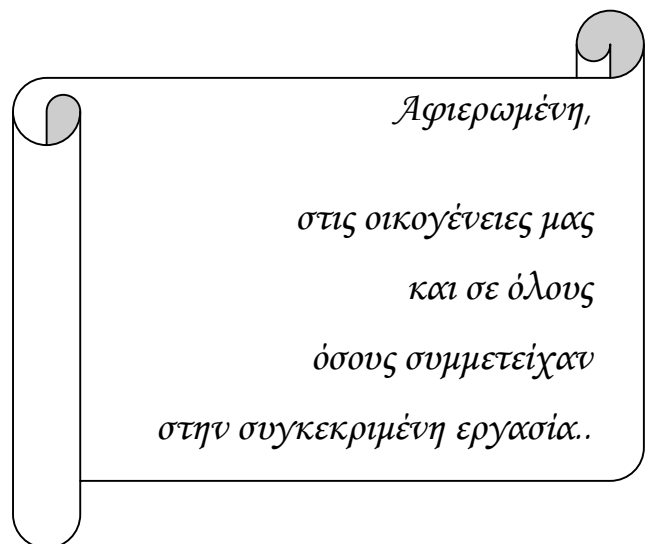 Αφιερωμένη,
στις οικογένειες μας
και σε όλους
όσους συμμετείχαν
στην συγκεκριμένη εργασία..